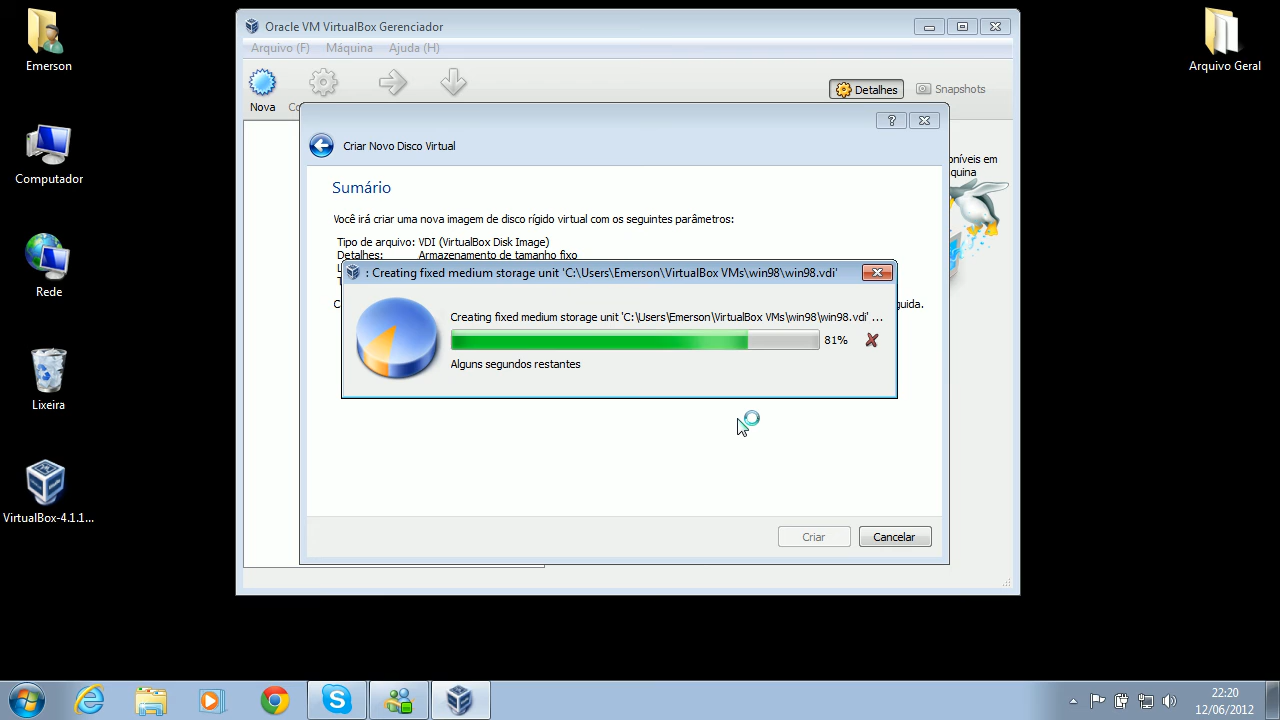 Emerson
Computador
Rede
Lixeira
VirtualBox-4.1.1...
Arquivo Geral
Oracle VM VirtualBox Gerenciador
Arquivo (F) Máquina Ajuda (H)
Nova
Detalhes
Snapshots
?
Criar Novo Disco Virtual
Sumário
Você irá criar uma nova imagem de disco rígido virtual com os seguintes parâmetros:
Tipo de arquivo: VDI (VirtualBox Disk Image)
Detalhes: Armazenamento de tamanho fixo
: Creating fixed medium storage unit 'C:\Users\Emerson\VirtualBox VMs\win98\win98.vdi'
Creating fixed medium storage unit 'C:\Users\Emerson\VirtualBox VMs\win98\win98.vdi' ...
81%
Alguns segundos restantes
Criar
Cancelar
22:20
12/06/2012